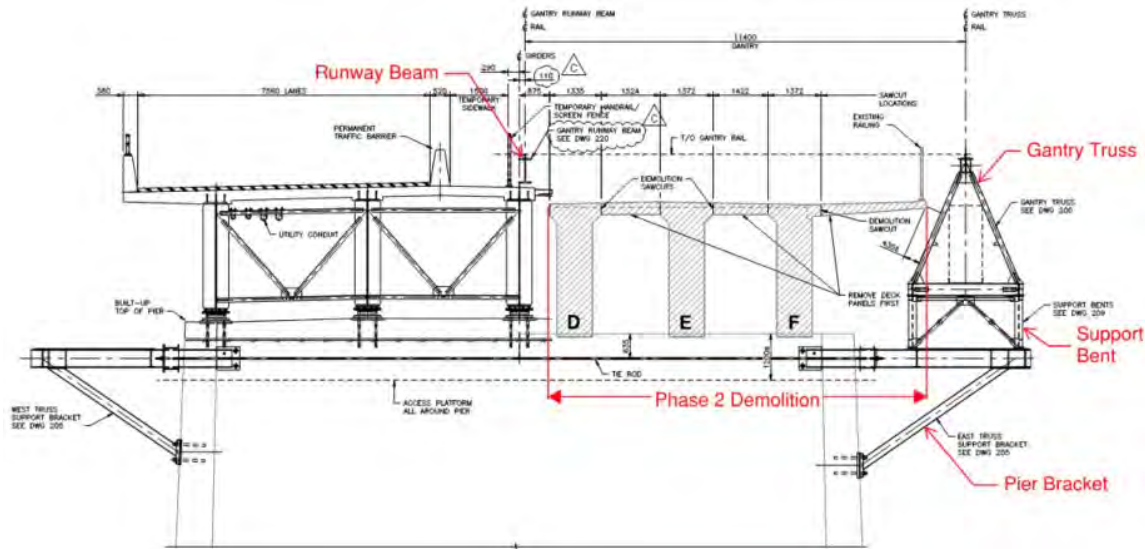 GANTRY RUNWAY BEAM
RAIL
GANTRY TRUSS
RAIL
11400
GANTRY
GIRDERS
Runway Beam
290
110
C
7560 LANES
1500
875
1335
1524
1372
1422
1372
SAWCUT
LOCATIONS
TEMPORARY
SIDEWALK
TEMPORARY HANDRAIL/
SCREEN FENCE
C
PERMANENT
TRAFFIC BARRIER
GANTRY RUNWAY BEAM
SEE DWG 220
T/O GANTRY RAIL
EXISTING
RAILING
Gantry Truss
DEMOLITION
SAWCUTS
GANTRY TRUSS
SEE DWG 206
DEMOLITION
SAWCUT
UTILITY CONDUIT
REMOVE DECK
PANELS FIRST
BUILT-UP
TOP OF PIER
D
E
F
SUPPORT BENTS
SEE DWG 209
Support
Bent
TIE ROD
Phase 2 Demolition
ACCESS PLATFORM
ALL AROUND PIER
WEST TRUSS
SUPPORT BRACKET
SEE DWG 205
EAST TRUSS
SUPPORT BRACKET
SEE DWG 205
Pier Bracket